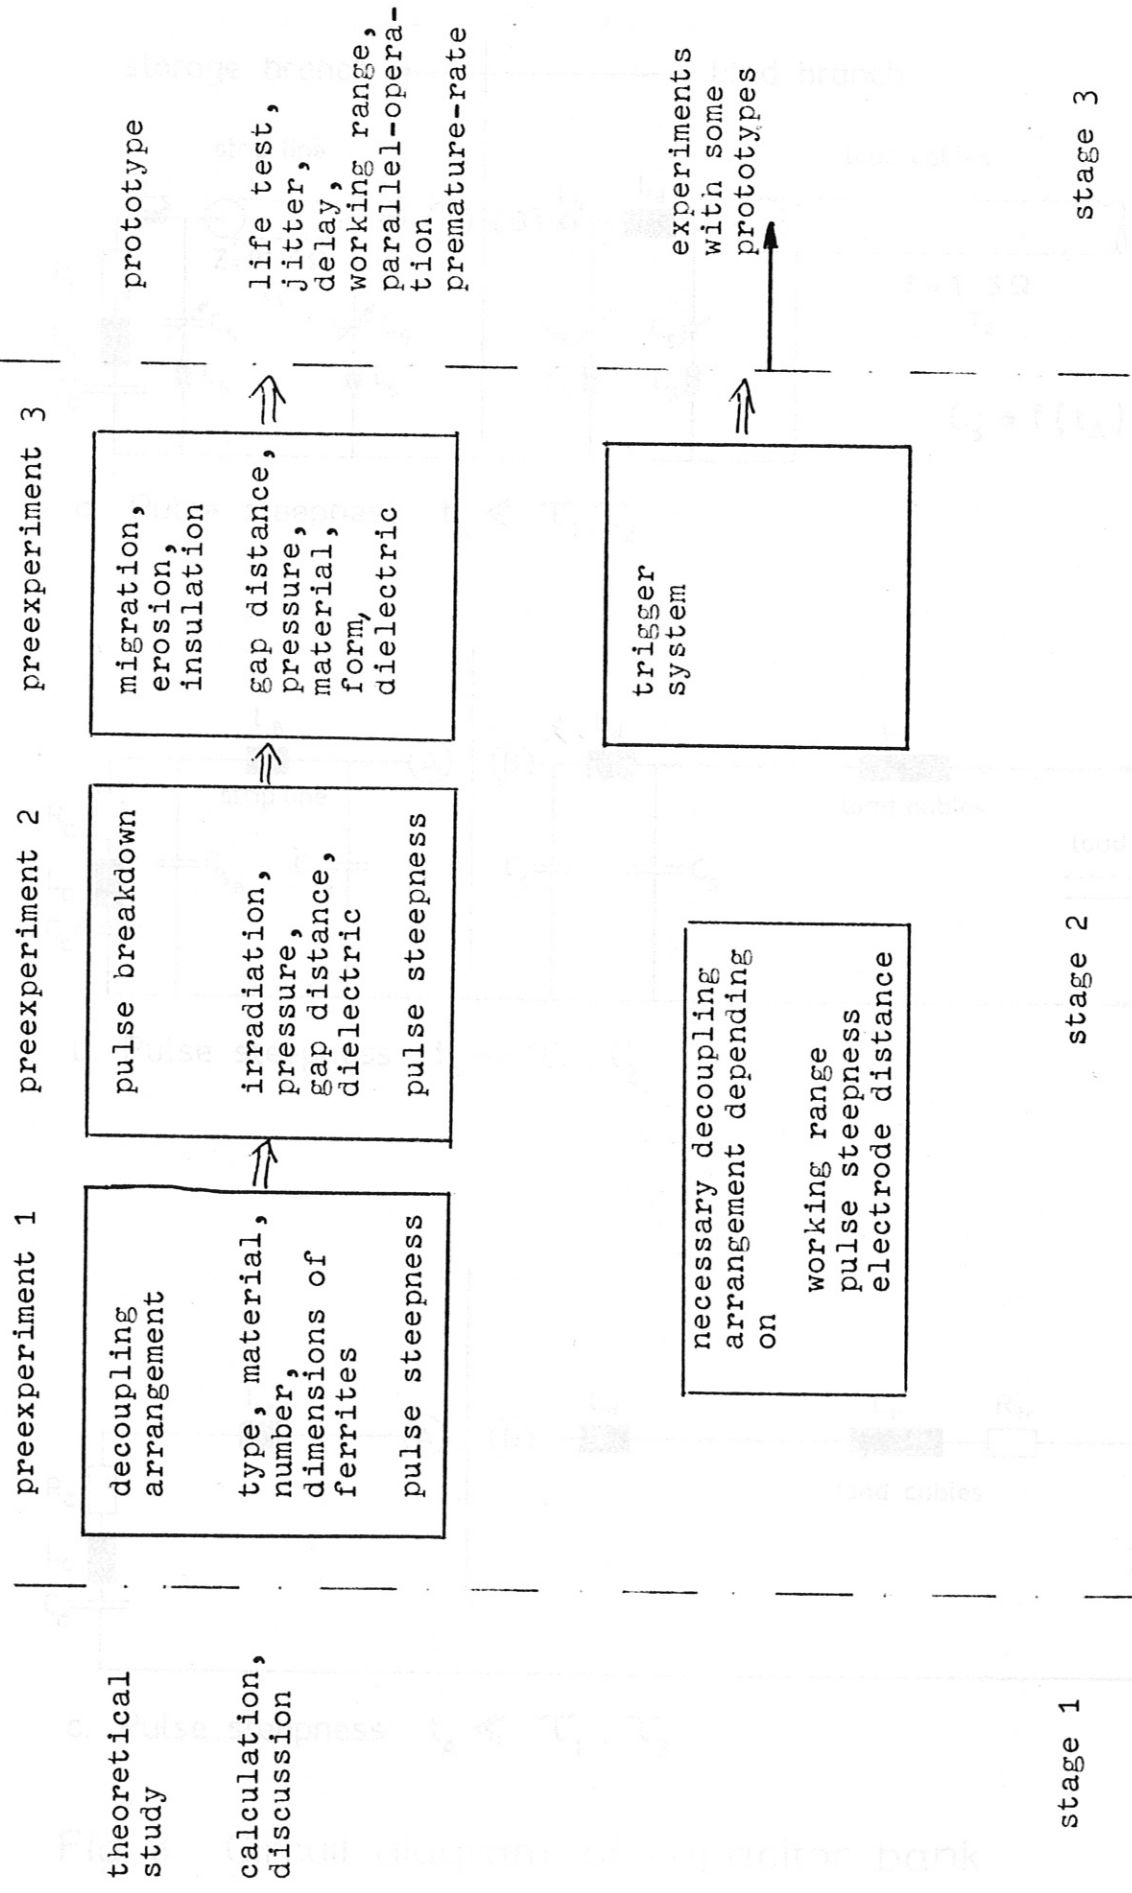 theoretical
study
calculation,
discussion
stage 1
preexperiment 1
decoupling
arrangement
type, material,
number,
dimensions of
ferrites
pulse steepness
preexperiment 2
pulse breakdown
irradiation,
pressure,
gap distance,
dielectric
pulse steepness
preexperiment 3
migration,
erosion,
insulation
gap distance,
pressure,
material,
form,
dielectric
necessary decoupling
arrangement depending
on
working range
pulse steepness
electrode distance
trigger
system
stage 2
prototype
life test,
jitter,
delay,
working range,
parallel-opera-
tion
premature-rate
experiments
with some
prototypes
stage 3